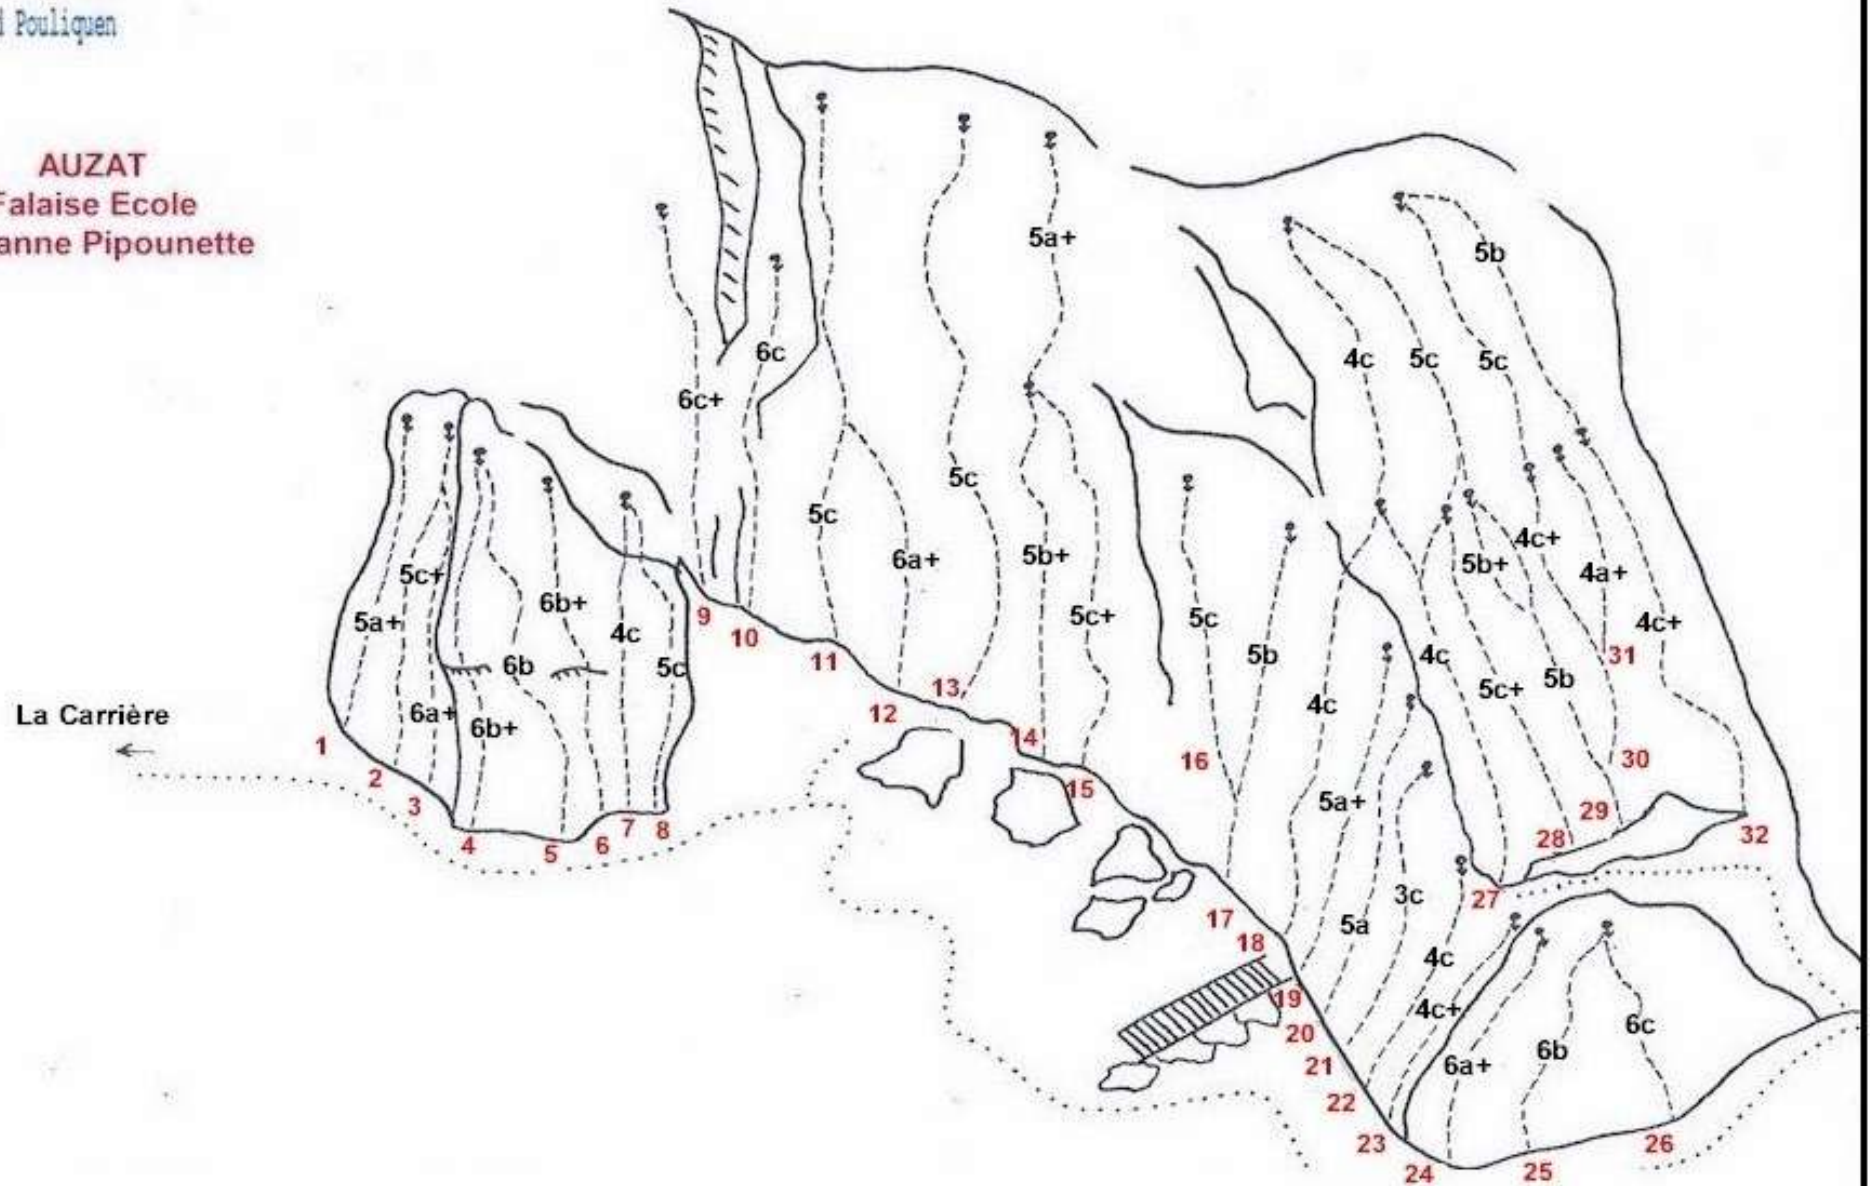 Pouliquen
AUZAT
Falaise Ecole
anne Pipounette
La Carrière
5a+
5c+
6a+
6b+
6b
6b+
4c
5c
6c+
6c
5c
6a+
5c
5a+
5b+
5c+
5c
5b
4c
5a+
5a
3c
4c
4c+
6a+
6b
6c
4c
5c
5c
5b
4c
5b+
4c+
4a+
4c+
5c+
5b
1
2
3
4
5
6
7
8
9
10
11
12
13
14
15
16
17
18
19
20
21
22
23
24
25
26
27
28
29
30
31
32